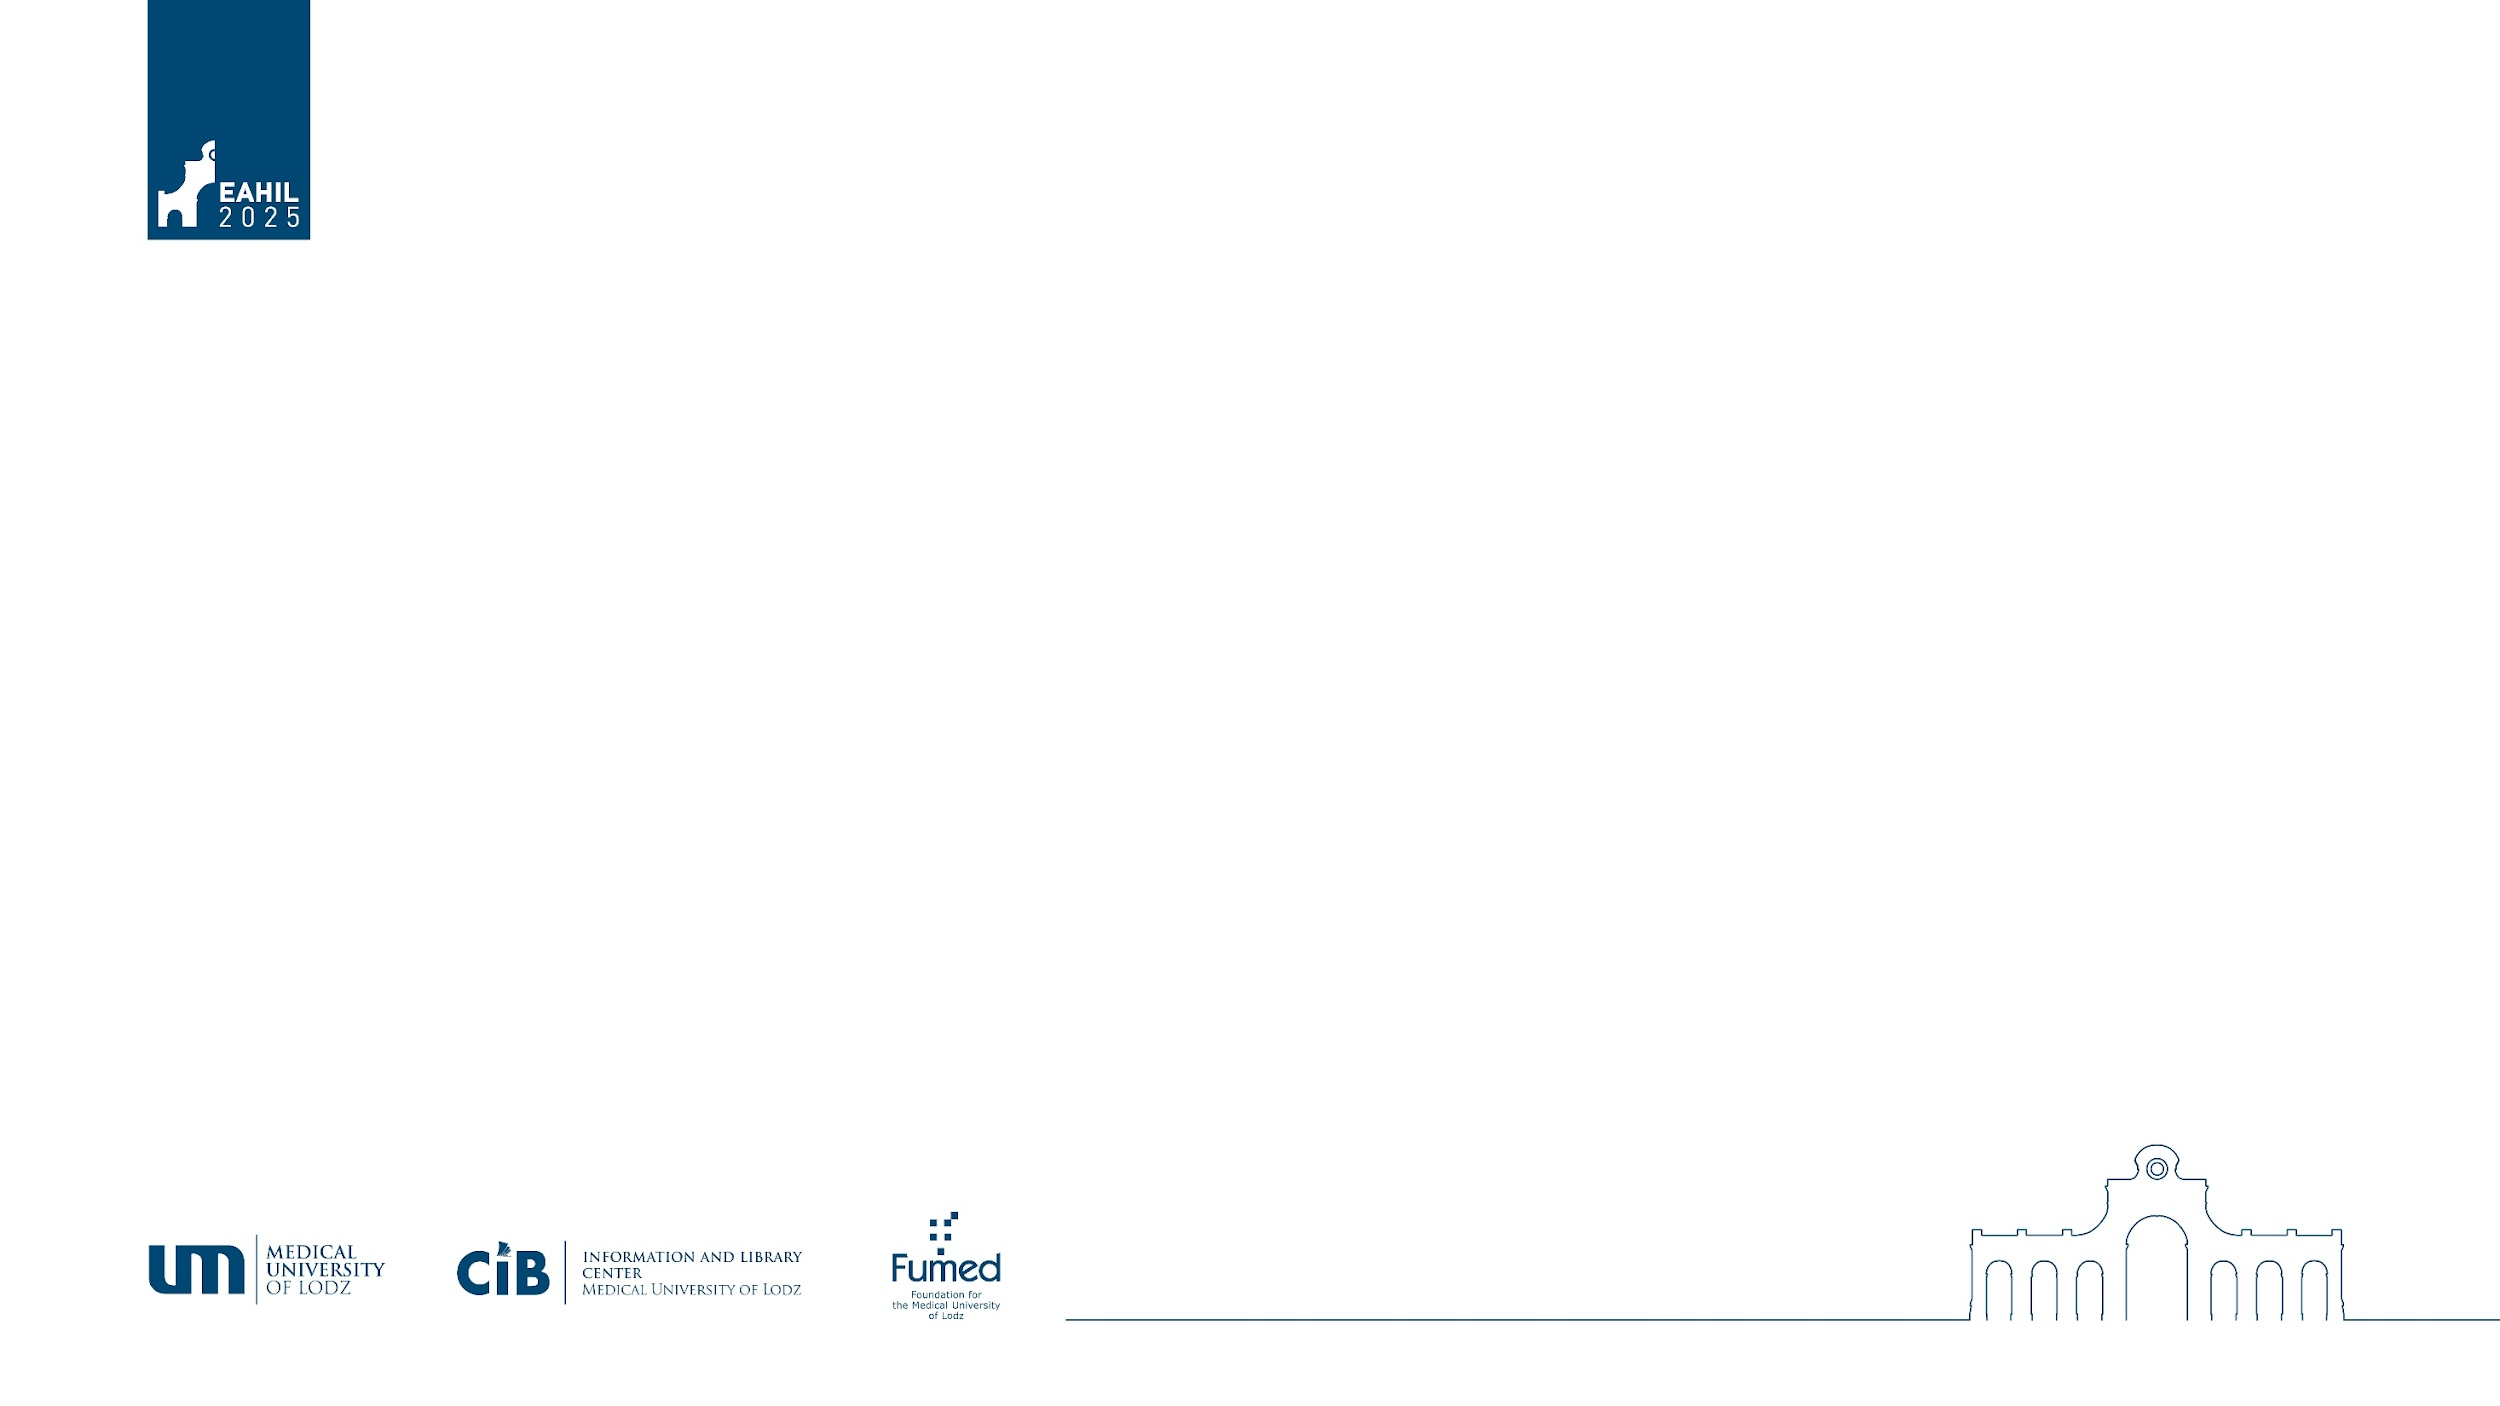 EAHIL
2025
um
MEDICAL
UNIVERSITY
OF LODZ
CiB
INFORMATION AND LIBRARY
CENTER
MEDICAL UNIVERSITY OF LODZ
Fumed
Foundation for
the Medical University
of Lodz